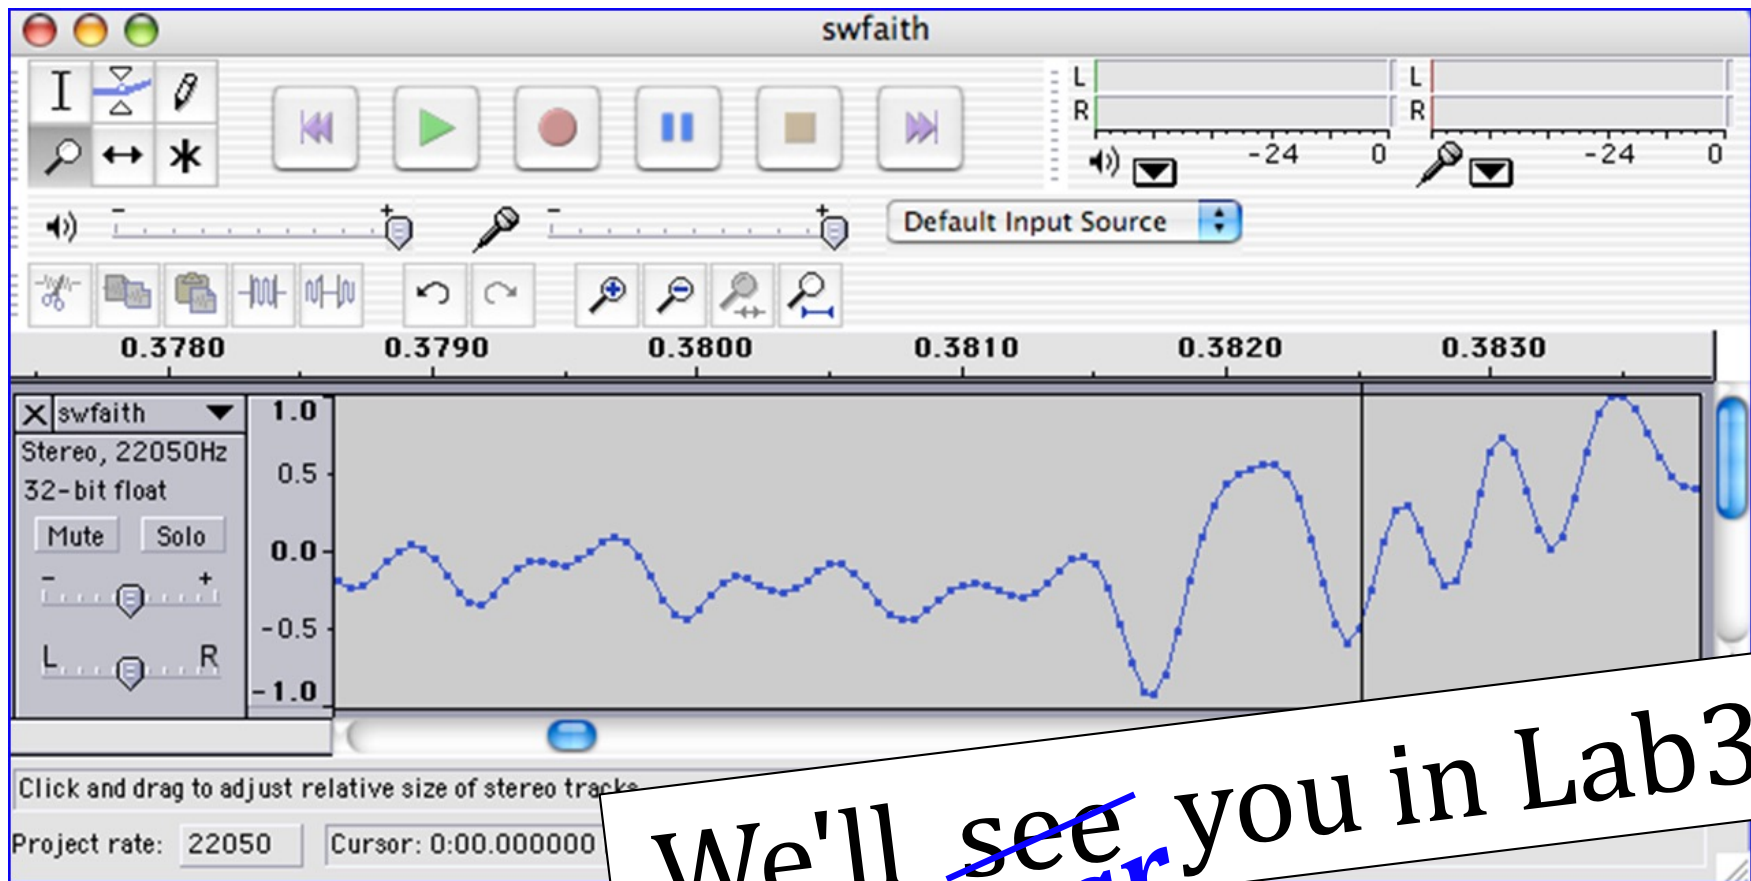 swfaith
L
R
-24 0
L
R
-24 0
- +
- +
Default Input Source
0.3780 0.3790 0.3800 0.3810 0.3820 0.3830
X swfaith
Stereo, 22050Hz
32-bit float
Mute Solo
- +
L R
1.0
0.5
0.0
-0.5
-1.0
Click and drag to adjust relative size of stereo tracks
Project rate: 22050 Cursor: 0:00.000000
We'll see you in Lab3